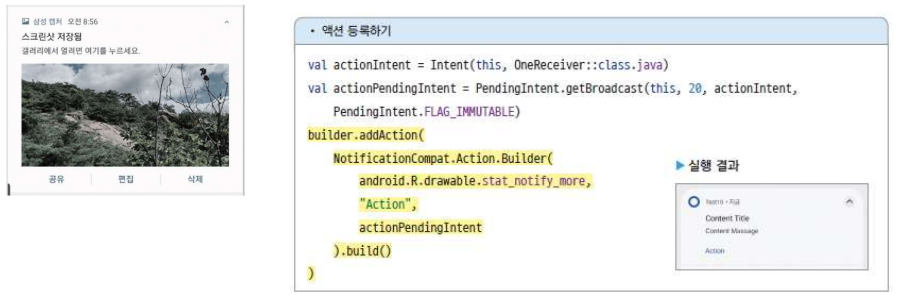 삼성 캡처 오전 8:56
스크린샷 저장됨
갤러리에서 열려면 여기를 누르세요.
공유 편집 삭제
• 액션 등록하기
val actionIntent = Intent(this, OneReceiver::class.java)
val actionPendingIntent = PendingIntent.getBroadcast(this, 20, actionIntent,
PendingIntent.FLAG_IMMUTABLE)
builder.addAction(
NotificationCompat.Action.Builder(
android.R.drawable.stat_notify_more,
"Action",
actionPendingIntent
).build()
)
▶ 실행 결과
Test10 • 지금
Content Title
Content Massage
Action